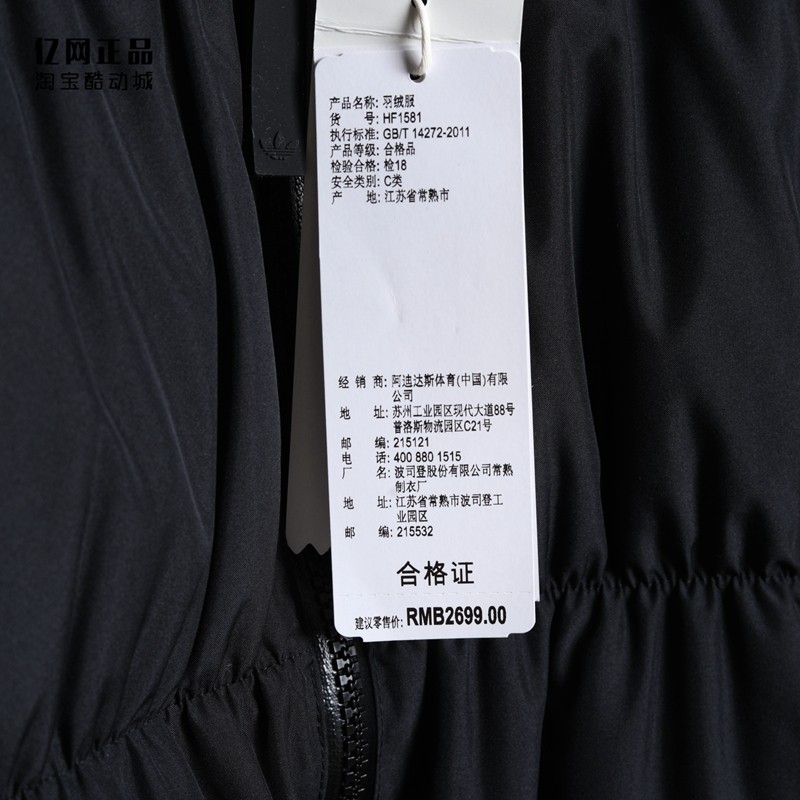 亿网正品
淘宝酷动城
产品名称: 羽绒服
货 号: HF1581
执行标准: GB/T 14272-2011
产品等级: 合格品
检验合格: 检18
安全类别: C类
产 地: 江苏省常熟市
经 销 商: 阿迪达斯体育(中国)有限
公司
地 址: 苏州工业园区现代大道88号
普洛斯物流园区C21号
邮 编: 215121
电 话: 400 880 1515
厂 名: 波司登股份有限公司常熟
制衣厂
地 址: 江苏省常熟市波司登工
业园区
邮 编: 215532
合格证
建议零售价: RMB2699.00